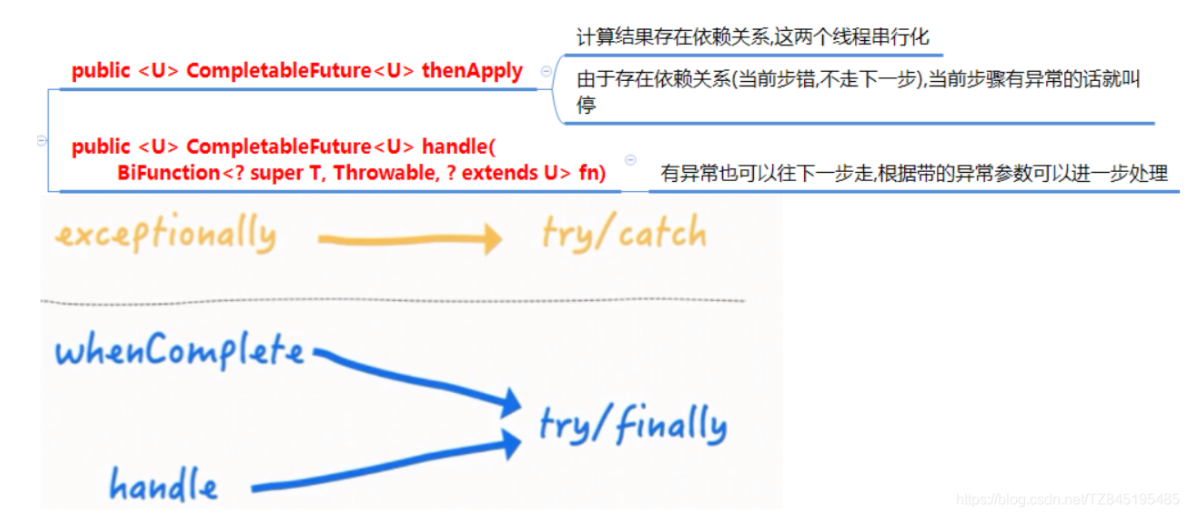 计算结果存在依赖关系,这两个线程串行化
public <U> CompletableFuture<U> thenApply
由于存在依赖关系(当前步错,不走下一步),当前步骤有异常的话就叫
停
public <U> CompletableFuture<U> handle(
BiFunction<? super T, Throwable, ? extends U> fn)
有异常也可以往下一步走,根据带的异常参数可以进一步处理
exceptionally
try/catch
whenComplete
try/finally
handle
https://blog.csdn.net/TZ845195485